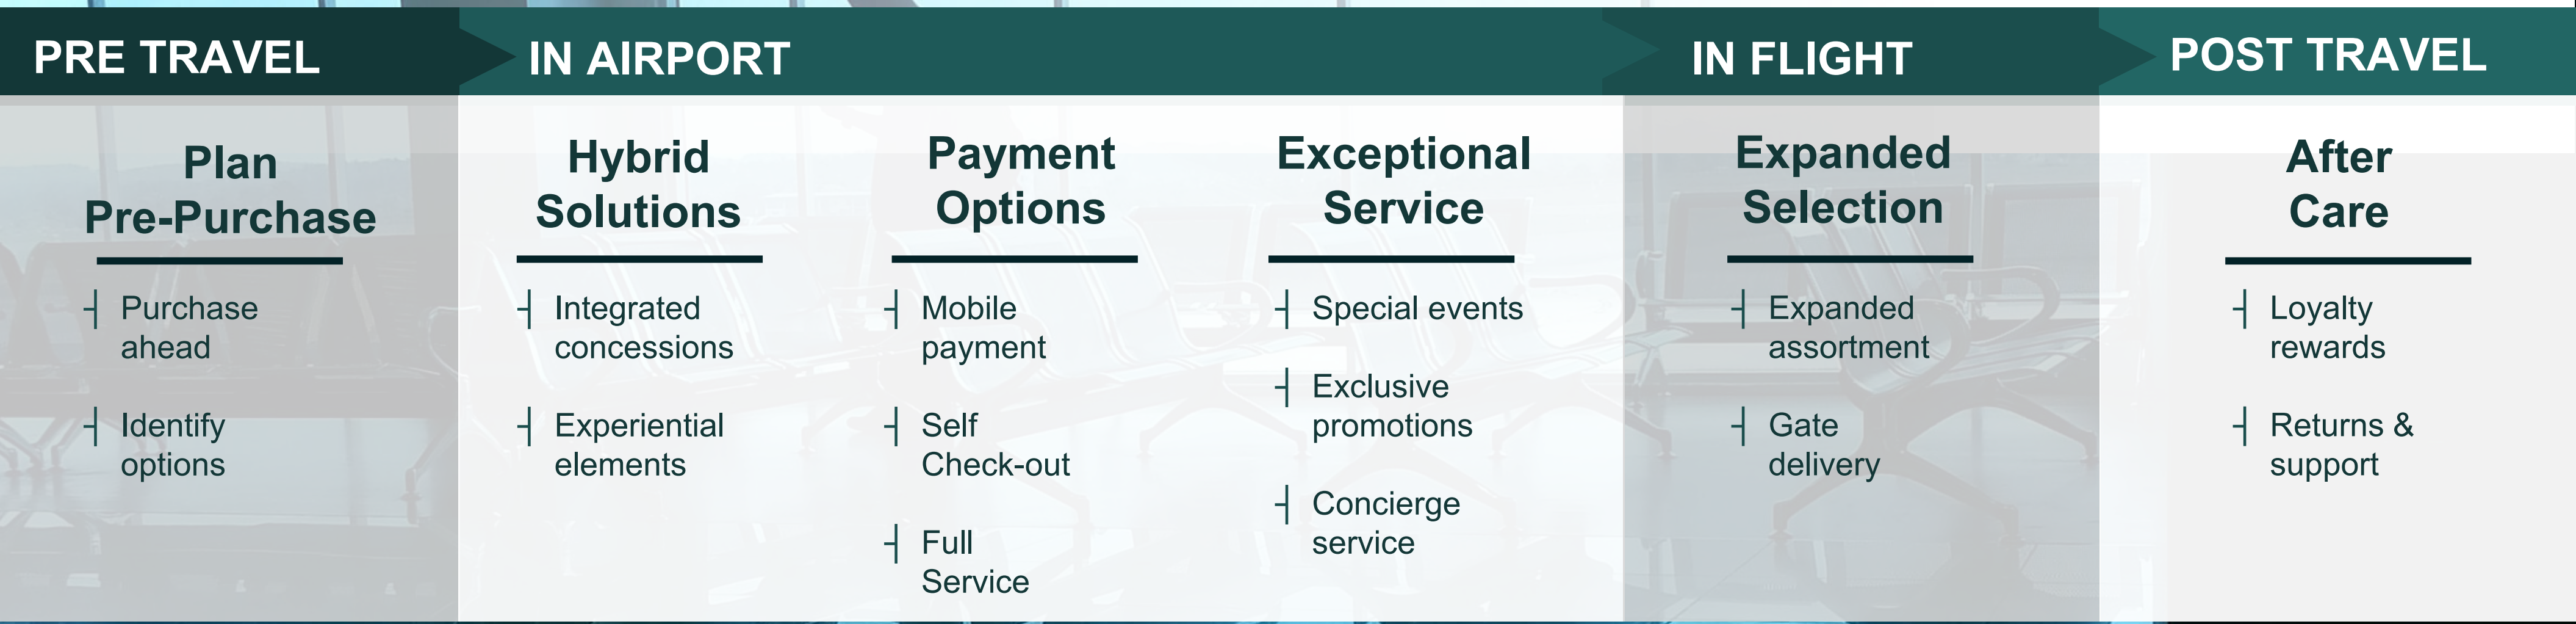 PRE TRAVEL
IN AIRPORT
IN FLIGHT
POST TRAVEL
Plan
Pre-Purchase
Purchase
ahead
Identify
options
Hybrid
Solutions
Integrated
concessions
Experiential
elements
Payment
Options
Mobile
payment
Self
Check-out
Full
Service
Exceptional
Service
Special events
Exclusive
promotions
Concierge
service
Expanded
Selection
Expanded
assortment
Gate
delivery
After
Care
Loyalty
rewards
Returns &
support